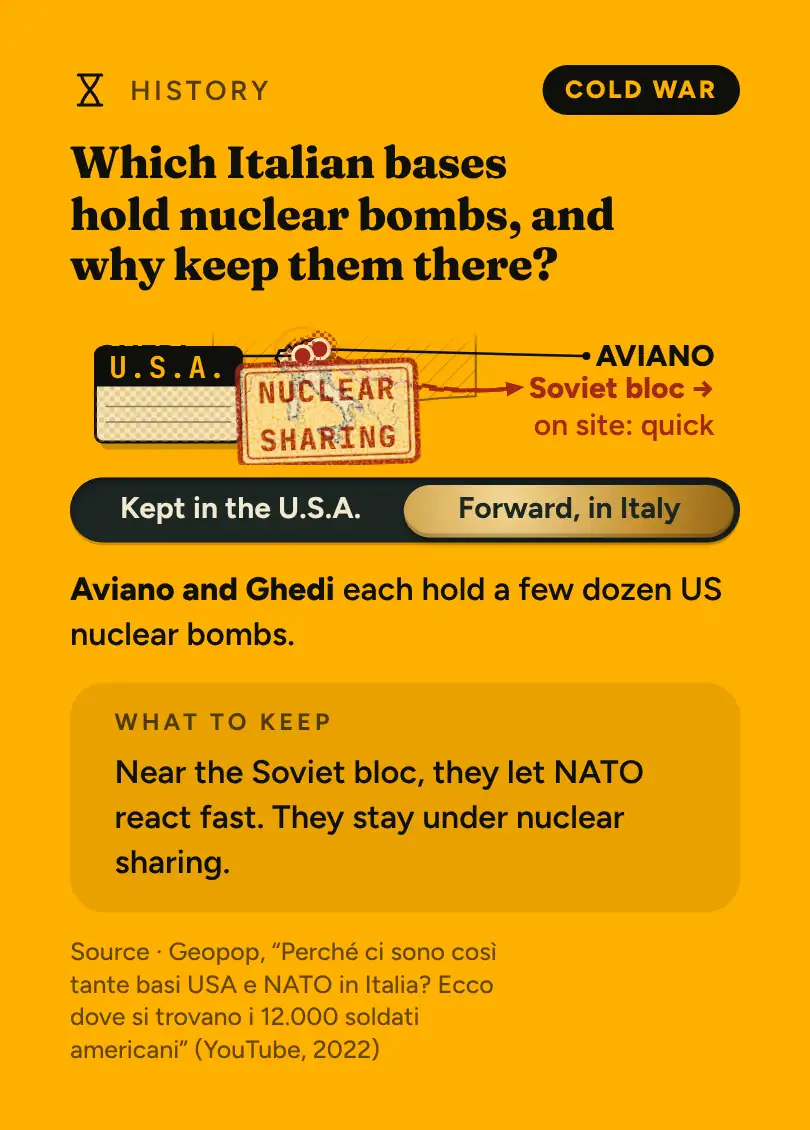 HISTORY
COLD WAR
Which Italian bases
hold nuclear bombs, and
why keep them there?
U.S.A.
NUCLEAR
SHARING
AVIANO
Soviet bloc →
on site: quick
Kept in the U.S.A.
Forward, in Italy
Aviano and Ghedi each hold a few dozen US
nuclear bombs.
WHAT TO KEEP
Near the Soviet bloc, they let NATO
react fast. They stay under nuclear
sharing.
Source · Geopop, “Perché ci sono così
tante basi USA e NATO in Italia? Ecco
dove si trovano i 12.000 soldati
americani” (YouTube, 2022)